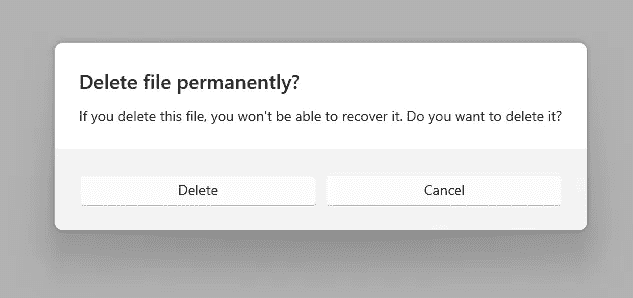 Delete file permanently?
If you delete this file, you won't be able to recover it. Do you want to delete it?
Delete
Cancel